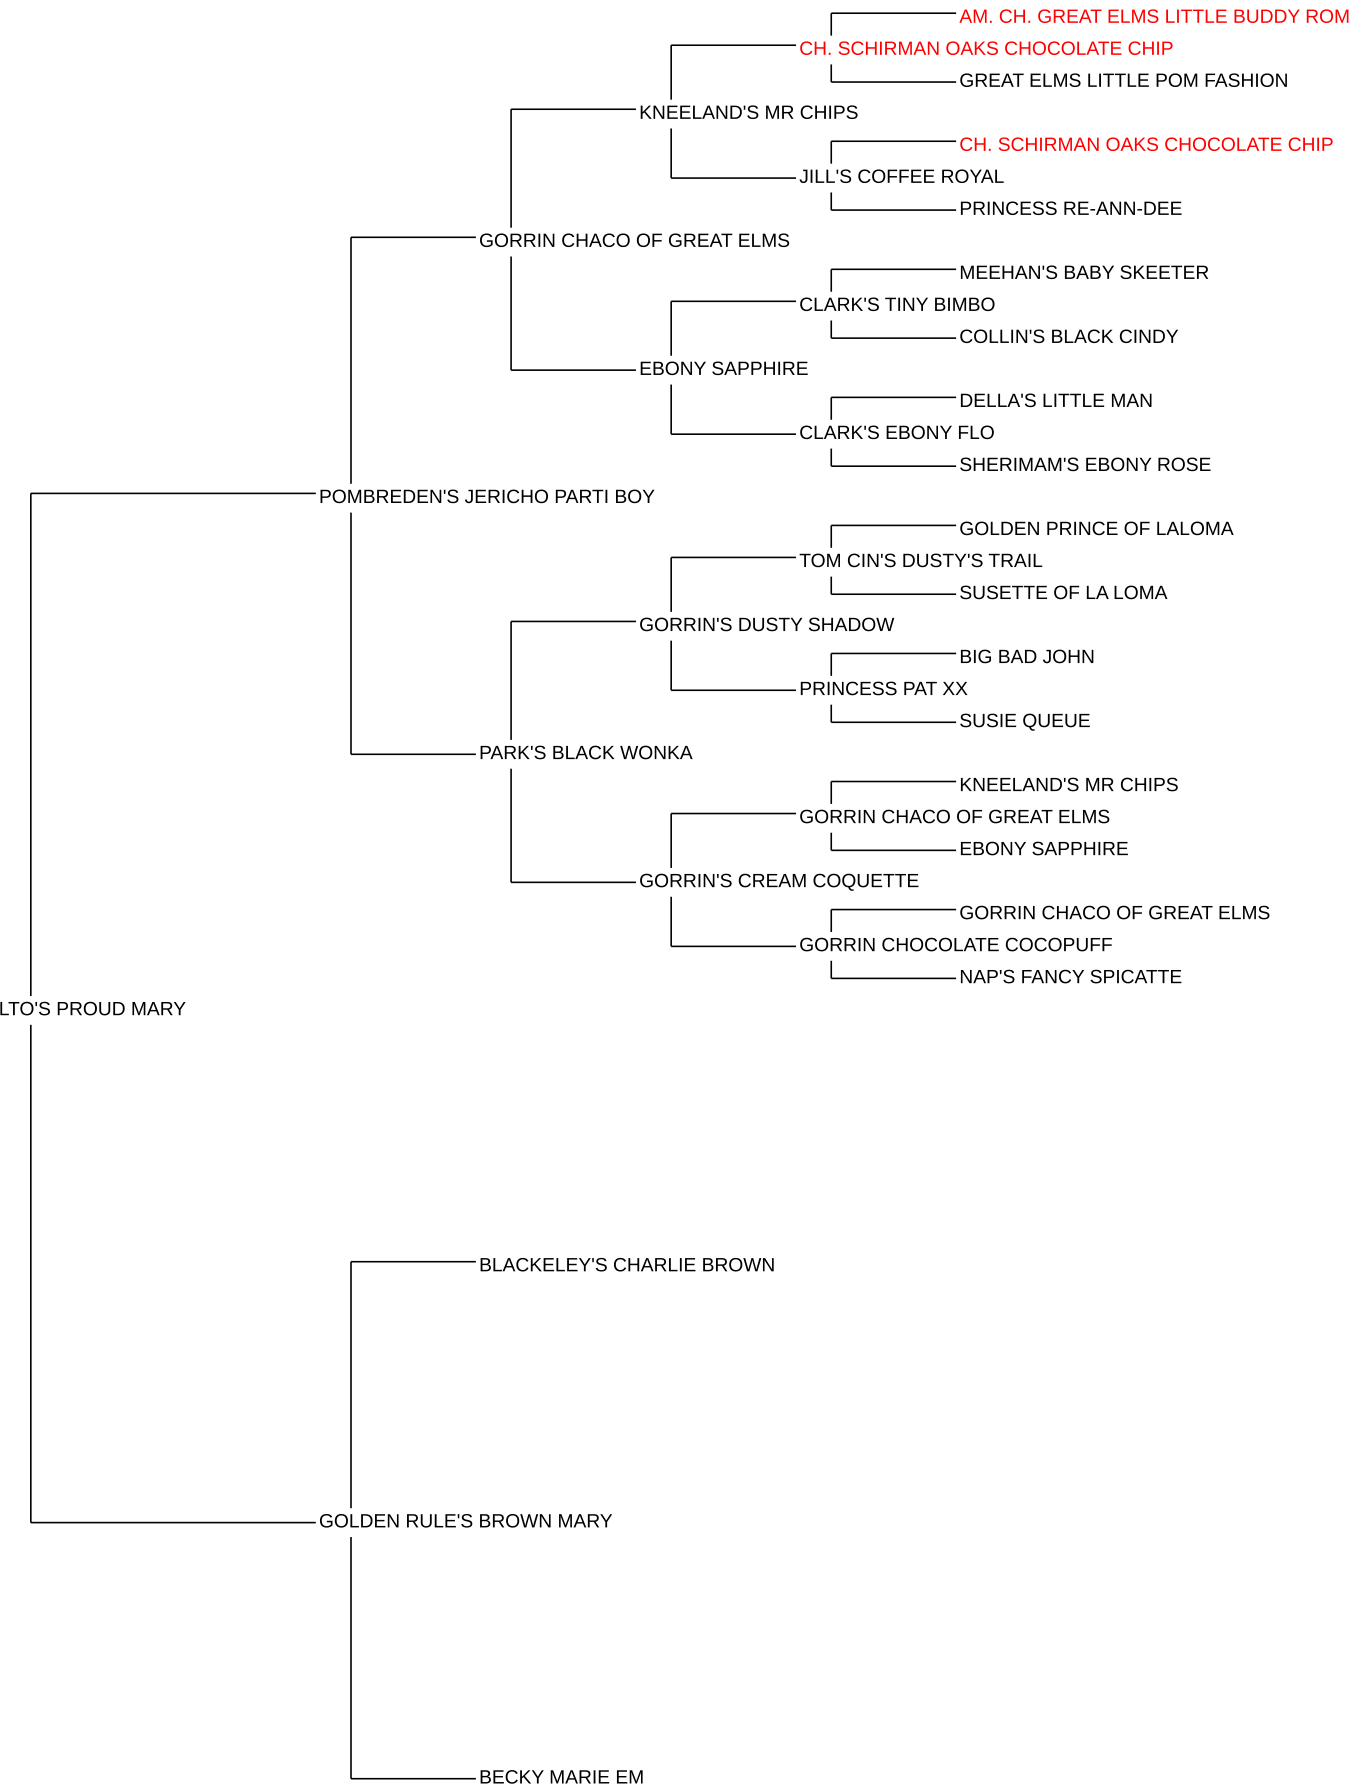 AM. CH. GREAT ELMS LITTLE BUDDY ROM
CH. SCHIRMAN OAKS CHOCOLATE CHIP
GREAT ELMS LITTLE POM FASHION
KNEELAND'S MR CHIPS
CH. SCHIRMAN OAKS CHOCOLATE CHIP
JILL'S COFFEE ROYAL
PRINCESS RE-ANN-DEE
GORRIN CHACO OF GREAT ELMS
MEEHAN'S BABY SKEETER
CLARK'S TINY BIMBO
COLLIN'S BLACK CINDY
EBONY SAPPHIRE
DELLA'S LITTLE MAN
CLARK'S EBONY FLO
SHERIMAM'S EBONY ROSE
POMBREDEN'S JERICHO PARTI BOY
GOLDEN PRINCE OF LALOMA
TOM CIN'S DUSTY'S TRAIL
SUSETTE OF LA LOMA
GORRIN'S DUSTY SHADOW
BIG BAD JOHN
PRINCESS PAT XX
SUSIE QUEUE
PARK'S BLACK WONKA
KNEELAND'S MR CHIPS
GORRIN CHACO OF GREAT ELMS
EBONY SAPPHIRE
GORRIN'S CREAM COQUETTE
GORRIN CHACO OF GREAT ELMS
GORRIN CHOCOLATE COCOPUFF
NAP'S FANCY SPICATTE
LTO'S PROUD MARY
BLACKELEY'S CHARLIE BROWN
GOLDEN RULE'S BROWN MARY
BECKY MARIE EM